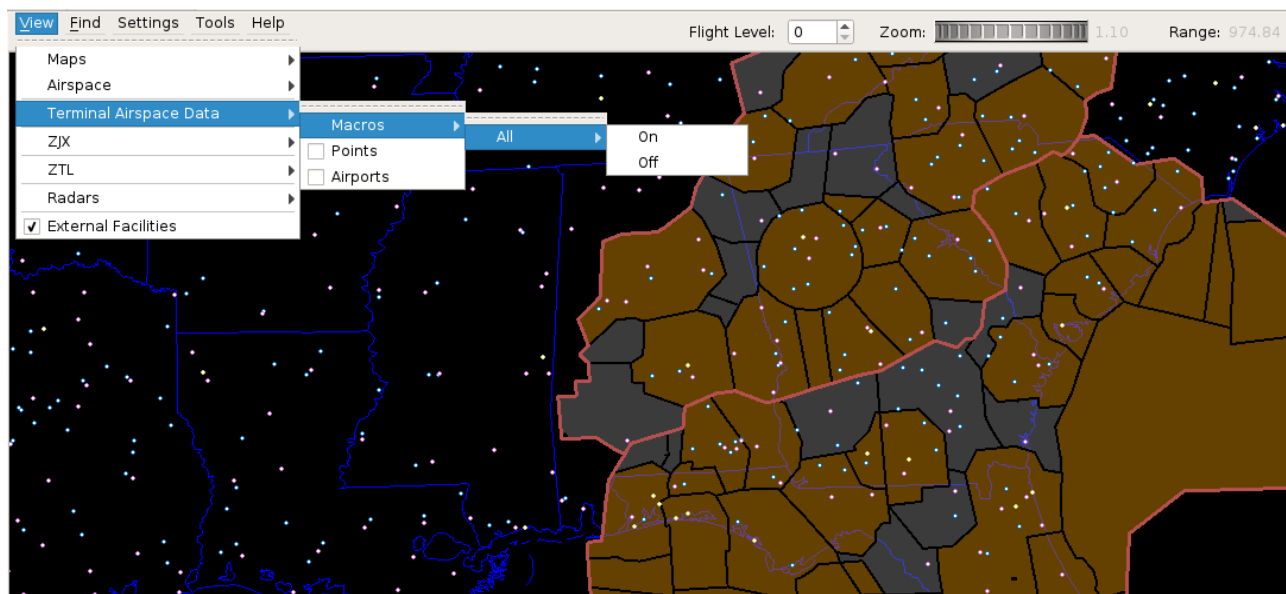 View Find Settings Tools Help
Flight Level: 0 Zoom: 1.10 Range: 974.84
Maps
Airspace
Terminal Airspace Data
ZJX
ZTL
Radars
External Facilities
Macros
Points
Airports
All
On
Off